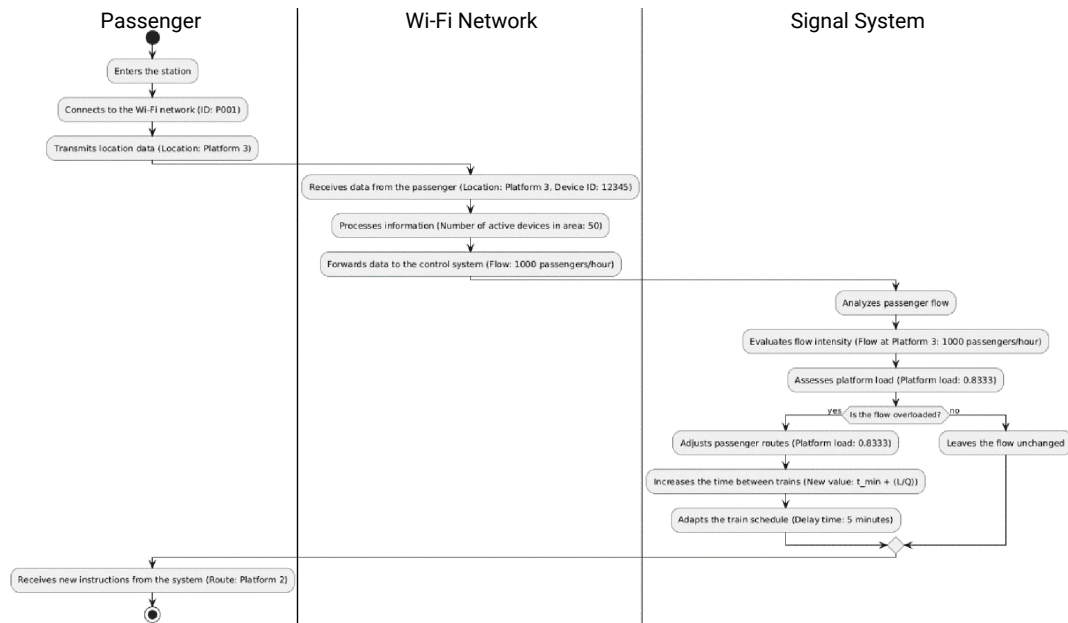 Passenger
Wi-Fi Network
Signal System
Enters the station
Connects to the Wi-Fi network (ID: P001)
Transmits location data (Location: Platform 3)
Receives data from the passenger (Location: Platform 3, Device ID: 12345)
Processes information (Number of active devices in area: 50)
Forwards data to the control system (Flow: 1000 passengers/hour)
Analyzes passenger flow
Evaluates flow intensity (Flow at Platform 3: 1000 passengers/hour)
Assesses platform load (Platform load: 0.8333)
yes
Is the flow overloaded?
no
Adjusts passenger routes (Platform load: 0.8333)
Leaves the flow unchanged
Increases the time between trains (New value: t_min + (L/Q))
Adapts the train schedule (Delay time: 5 minutes)
Receives new instructions from the system (Route: Platform 2)